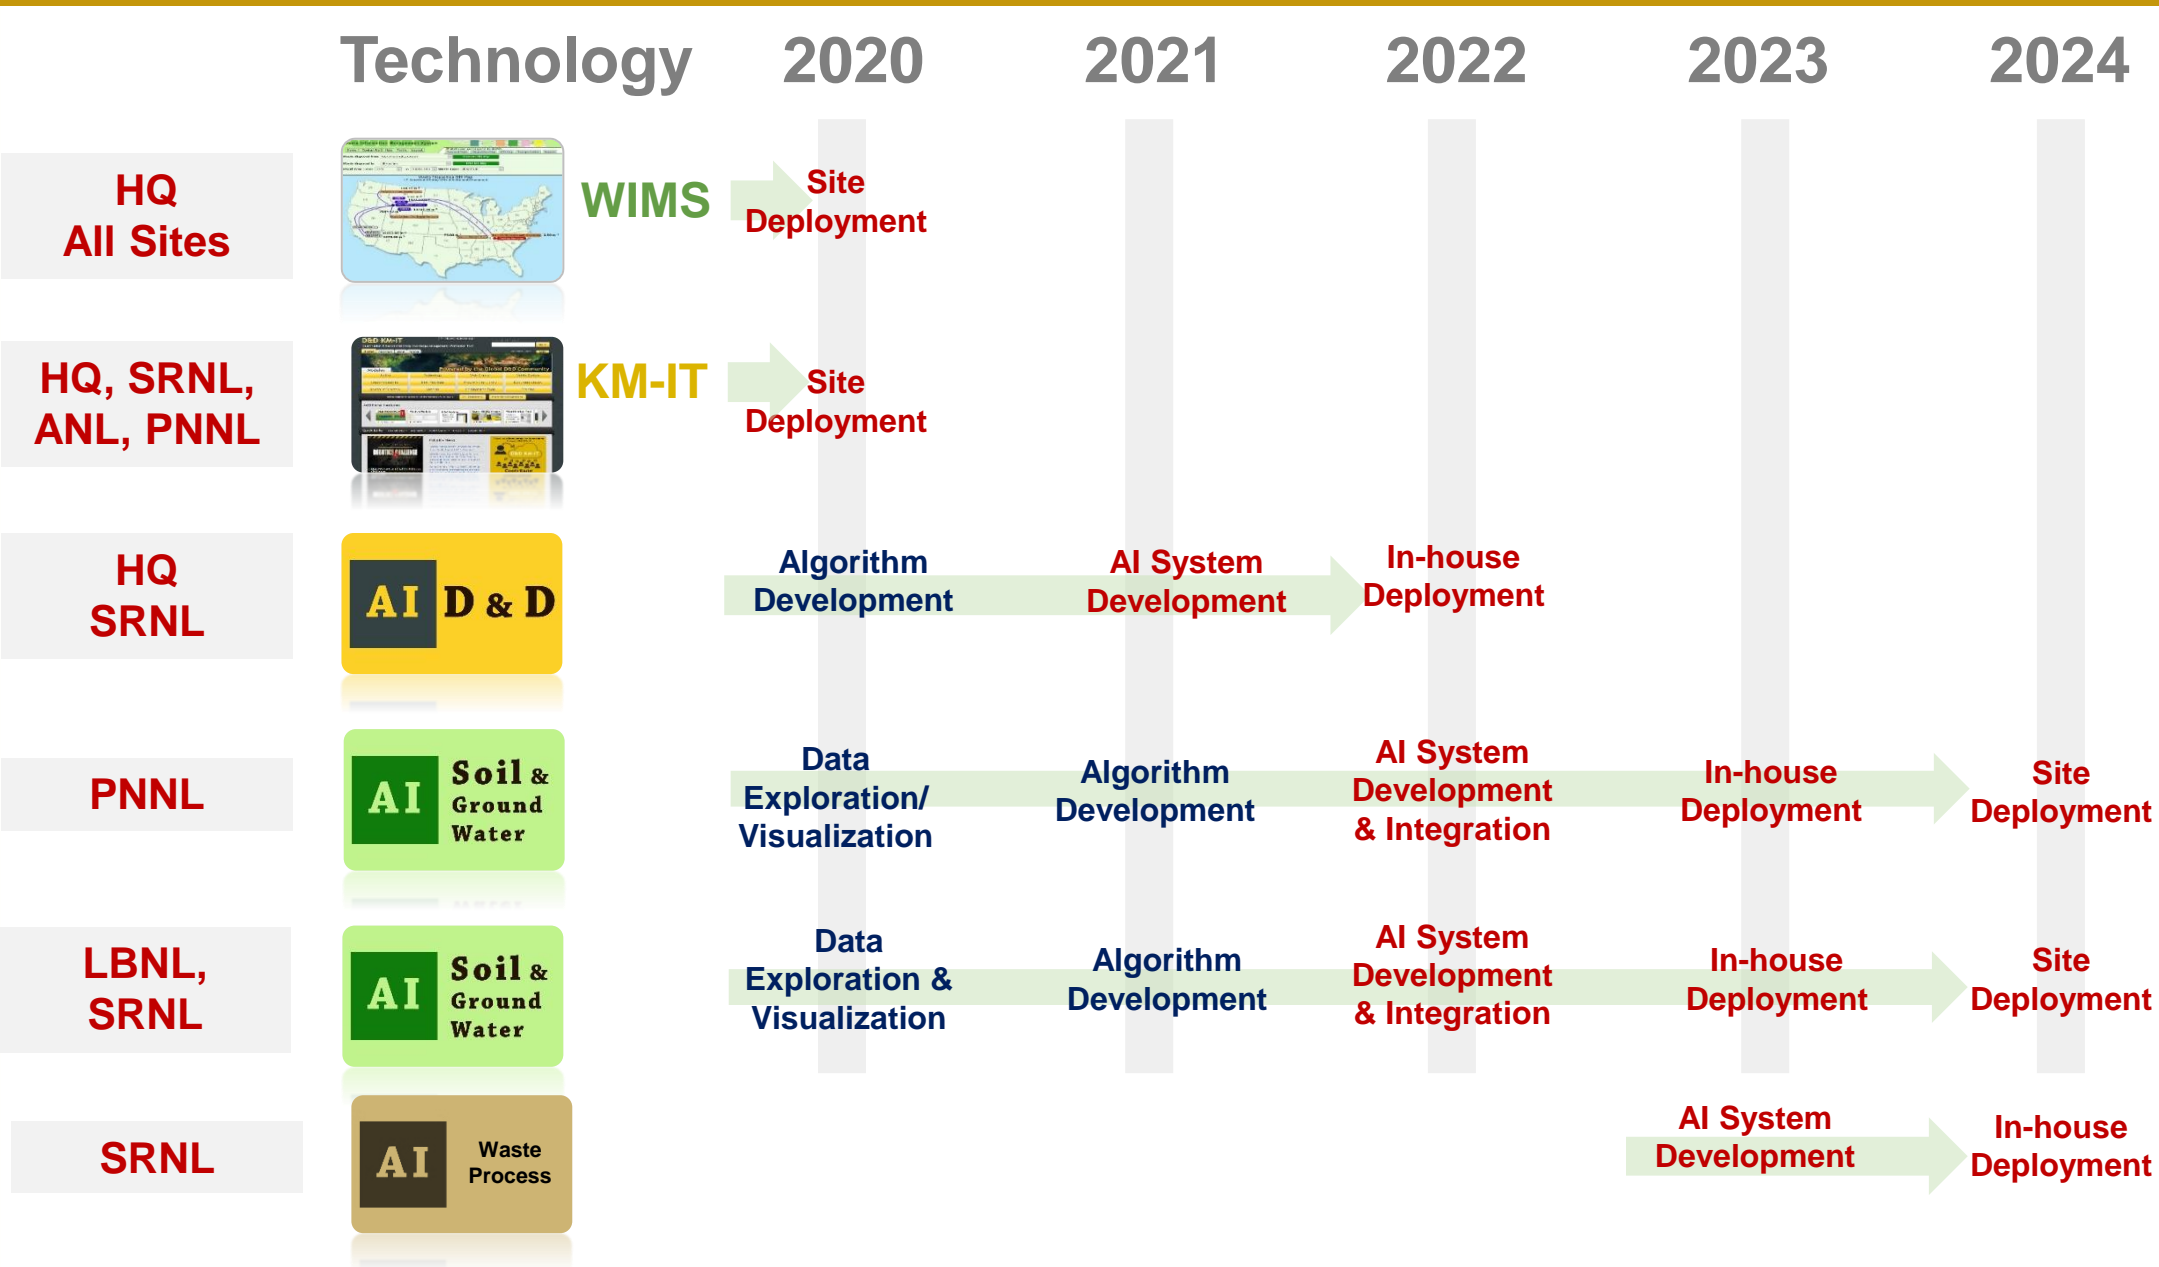 Technology 2020 2021 2022 2023 2024
HQ
All Sites
WIMS
Site
Deployment
HQ, SRNL,
ANL, PNNL
D&D KM-IT
KM-IT
Site
Deployment
HQ
SRNL
AI D & D
Algorithm
Development
AI System
Development
In-house
Deployment
PNNL
AI
Soil &
Ground
Water
Data
Exploration/
Visualization
Algorithm
Development
AI System
Development
& Integration
In-house
Deployment
Site
Deployment
LBNL,
SRNL
AI
Soil &
Ground
Water
Data
Exploration &
Visualization
Algorithm
Development
AI System
Development
& Integration
In-house
Deployment
Site
Deployment
SRNL
AI
Waste
Process
AI System
Development
In-house
Deployment